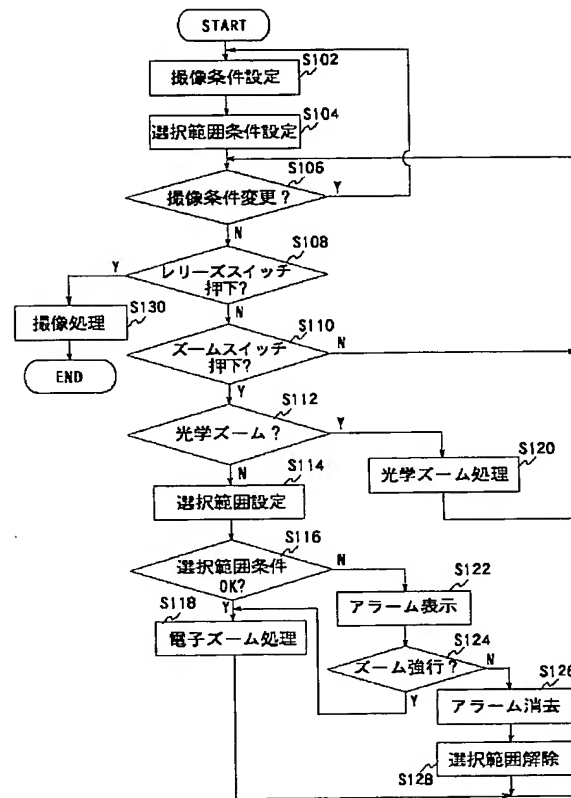 START
S102
撮像条件設定
S104
選択範囲条件設定
S106
撮像条件変更?
Y
N
S108
レリーズスイッチ
押下?
Y
N
S130
撮像処理
END
S110
ズームスイッチ
押下?
N
Y
S112
光学ズーム?
Y
N
S120
光学ズーム処理
S114
選択範囲設定
S116
選択範囲条件
OK?
N
Y
S122
アラーム表示
S118
電子ズーム処理
S124
ズーム強行?
N
Y
S126
アラーム消去
選択範囲解除
S128